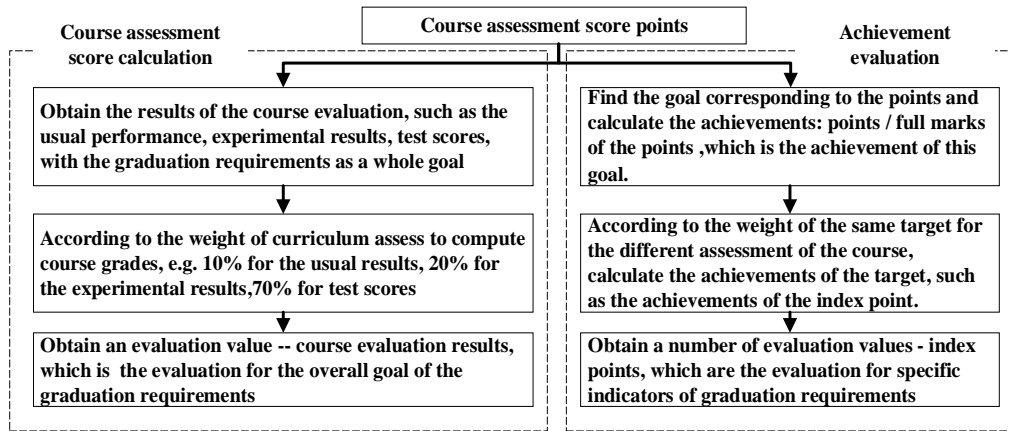 Course assessment score points
Course assessment
score calculation
Obtain the results of the course evaluation, such as the
usual performance, experimental results, test scores,
with the graduation requirements as a whole goal
According to the weight of curriculum assess to compute
course grades, e.g. 10% for the usual results, 20% for
the experimental results,70% for test scores
Obtain an evaluation value -- course evaluation results,
which is the evaluation for the overall goal of the
graduation requirements
Achievement
evaluation
Find the goal corresponding to the points and
calculate the achievements: points / full marks
of the points ,which is the achievement of this
goal.
According to the weight of the same target for
the different assessment of the course,
calculate the achievements of the target, such
as the achievements of the index point.
Obtain a number of evaluation values - index
points, which are the evaluation for specific
indicators of graduation requirements